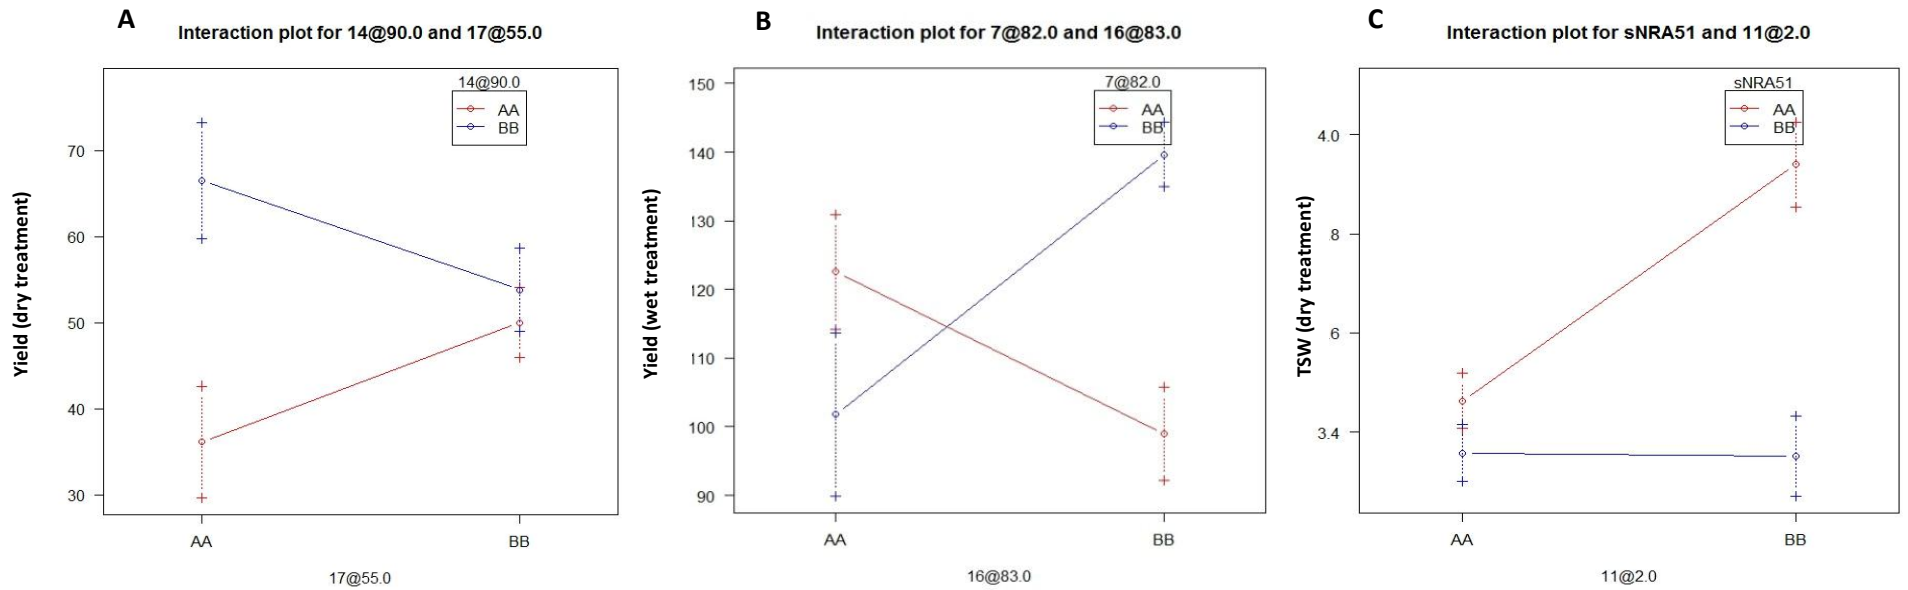 A
Interaction plot for 14@90.0 and 17@55.0
14@90.0
AA
BB
70
60
50
40
30
Yield (dry treatment)
AA
BB
17@55.0
B
Interaction plot for 7@82.0 and 16@83.0
7@82.0
AA
BB
150
140
130
120
110
100
90
Yield (wet treatment)
AA
BB
16@83.0
C
Interaction plot for sNRA51 and 11@2.0
sNRA51
AA
BB
4.0
8
6
3.4
TSW (dry treatment)
AA
BB
11@2.0